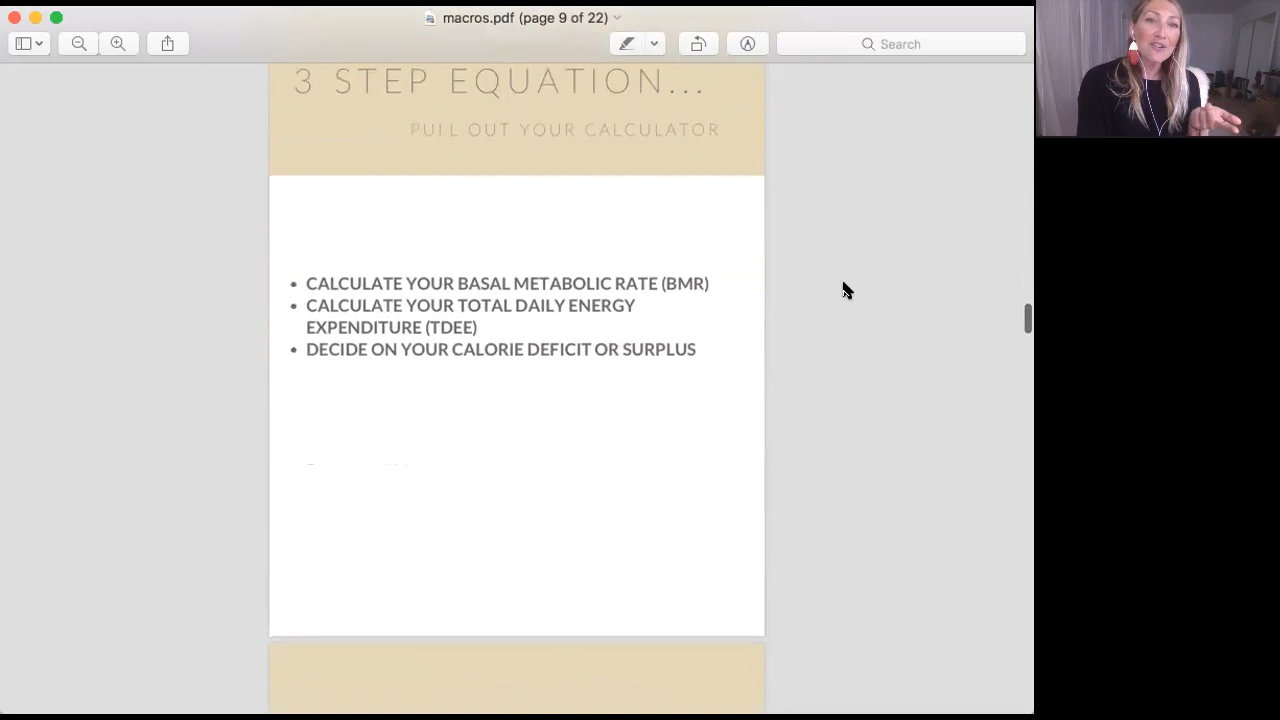 macros.pdf (page 9 of 22)
Search
3 STEP EQUATION...
PULL OUT YOUR CALCULATOR
• CALCULATE YOUR BASAL METABOLIC RATE (BMR)
• CALCULATE YOUR TOTAL DAILY ENERGY
EXPENDITURE (TDEE)
• DECIDE ON YOUR CALORIE DEFICIT OR SURPLUS